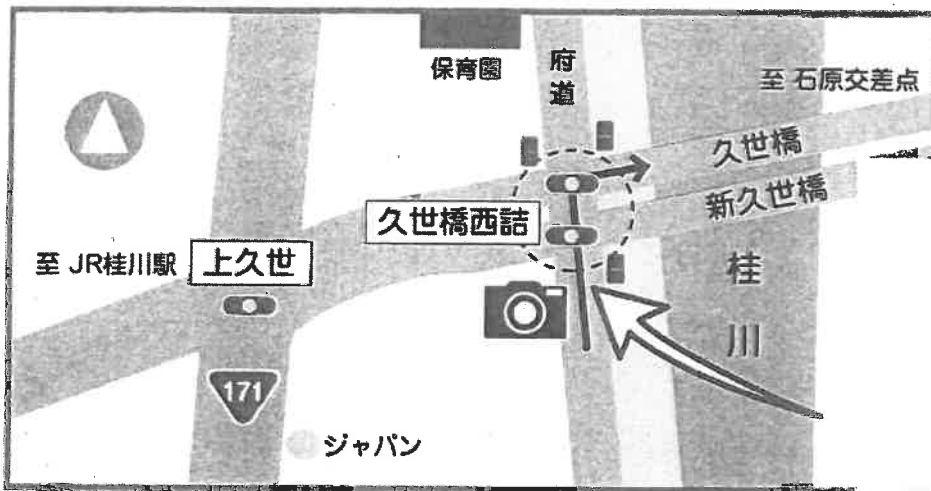 保育園
府道
至 石原交差点
久世橋
新久世橋
久世橋西詰
至 JR桂川駅
上久世
桂川
171
ジャパン